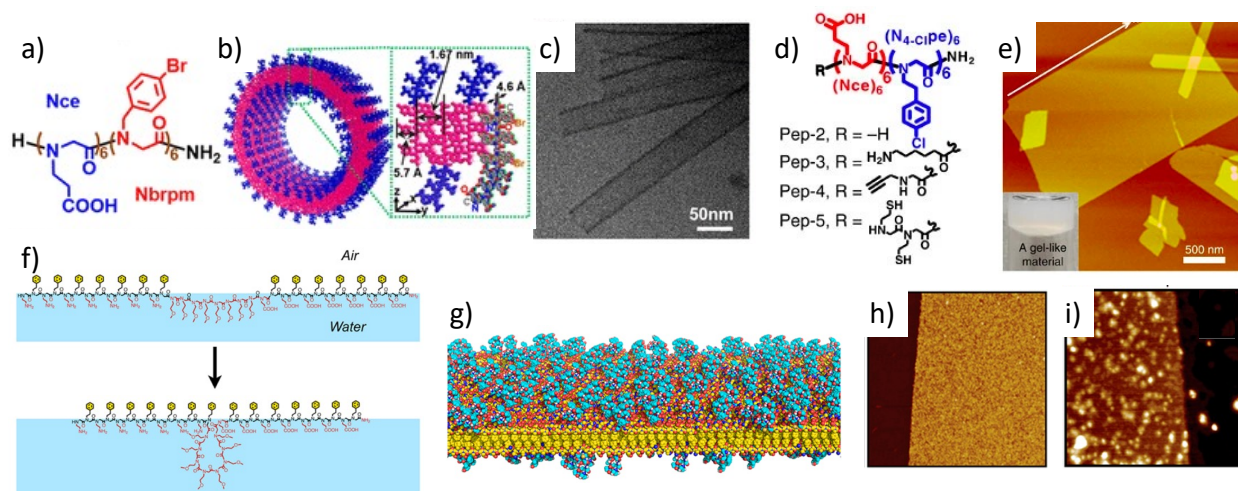 a)
Nce
Br
H
N
O
6
N
O
6
NH₂
COOH
Nbrpm
b)
1.67 nm
4.6 Å
5.7 Å
z
x
y
c)
50nm
d)
OH
O
(N₄₋Clpe)₆
R
N
O
6
N
O
6
NH₂
(Nce)₆
Cl
Pep-2, R = –H
Pep-3, R = H₂N
O
Pep-4, R =
N
H
O
SH
Pep-5, R = HN
O
N
O
SH
e)
A gel-like
material
500 nm
f)
Air
Water
g)
h)
i)